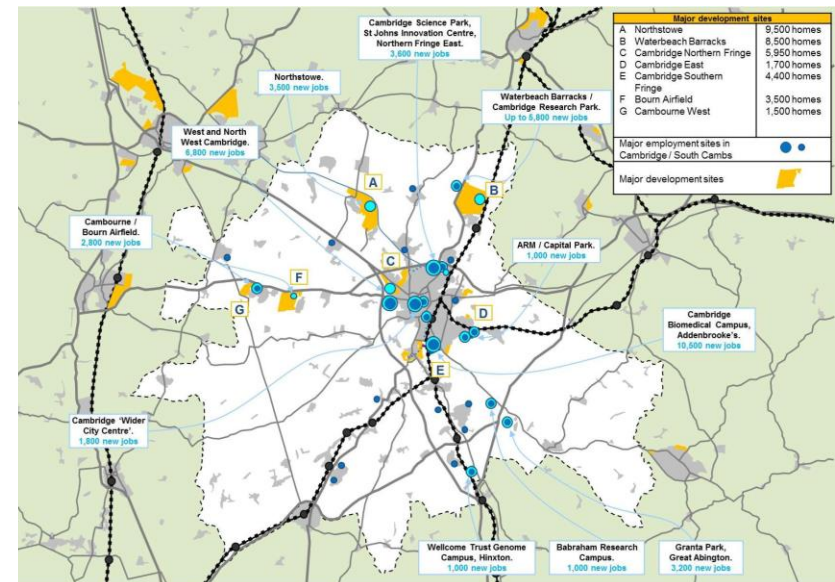 Cambridge Science Park,
St Johns Innovation Centre,
Northern Fringe East.
3,600 new jobs
Northstowe.
3,500 new jobs
Waterbeach Barracks /
Cambridge Research Park.
Up to 5,800 new jobs
West and North
West Cambridge.
6,800 new jobs
Cambourne /
Bourn Airfield.
2,800 new jobs
ARM / Capital Park.
1,000 new jobs
Cambridge
Biomedical Campus,
Addenbrooke's.
10,500 new jobs
Cambridge 'Wider
City Centre'.
1,800 new jobs
Wellcome Trust Genome
Campus, Hinxton.
1,000 new jobs
Babraham Research
Campus.
1,000 new jobs
Granta Park,
Great Abington.
3,200 new jobs
A
B
C
D
E
F
G
Major development sites
A Northstowe 9,500 homes
B Waterbeach Barracks 8,500 homes
C Cambridge Northern Fringe 5,950 homes
D Cambridge East 1,700 homes
E Cambridge Southern 4,400 homes
Fringe
F Bourn Airfield 3,500 homes
G Cambourne West 1,500 homes
Major employment sites in
Cambridge / South Cambs
Major development sites